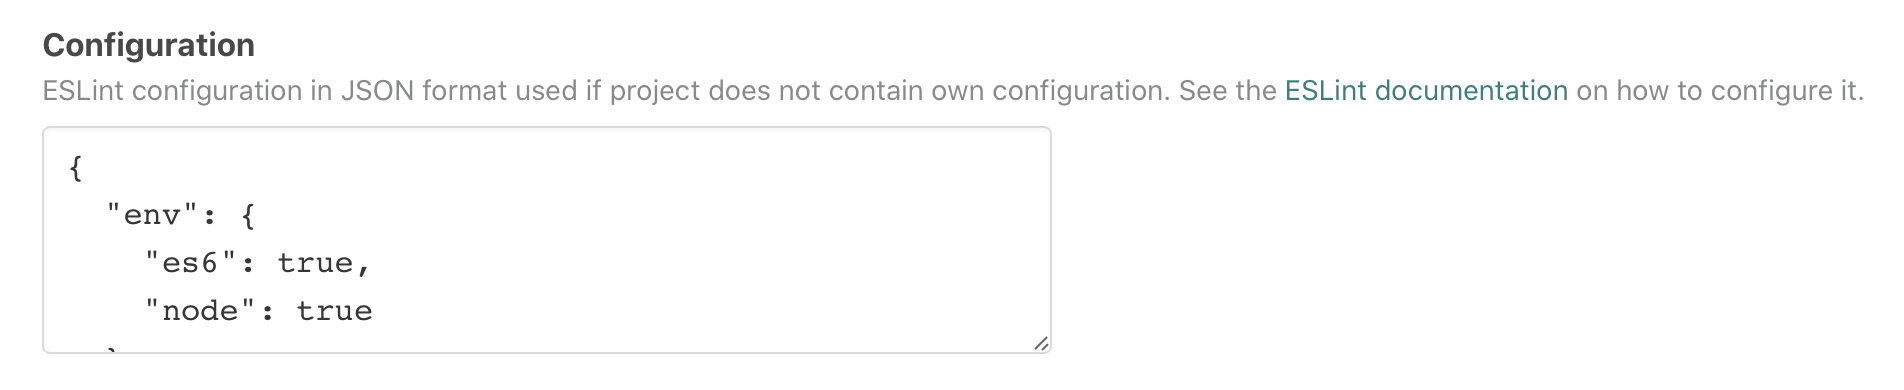 Configuration
ESLint configuration in JSON format used if project does not contain own configuration. See the ESLint documentation on how to configure it.
{
  "env": {
    "es6": true,
    "node": true